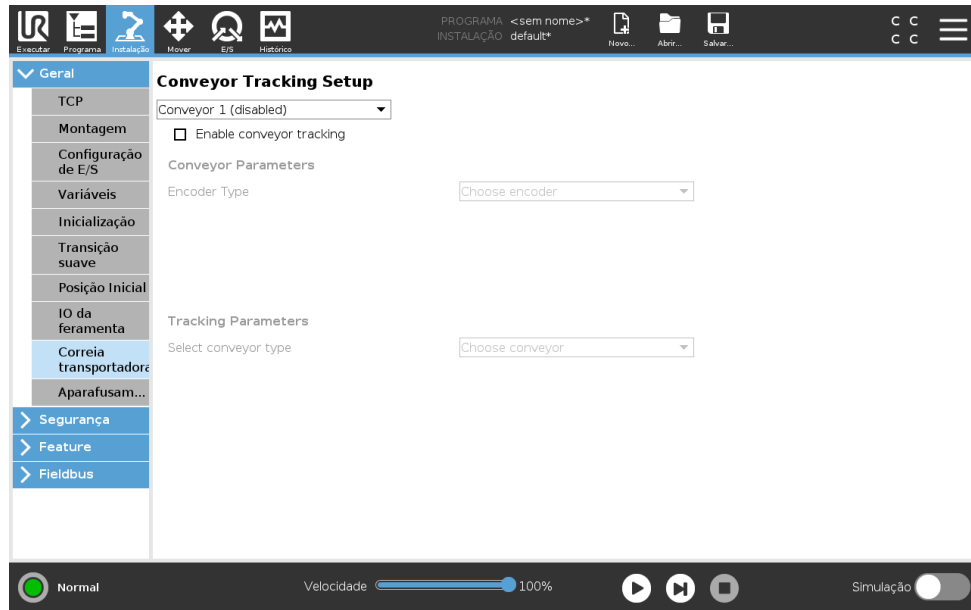 PROGRAMA <sem nome>*
INSTALAÇÃO default*
C C
C C
Executar Programa Instalação Mover E/S Histórico Novo... Abrir... Salvar...
Geral
TCP
Montagem
Configuração
de E/S
Variáveis
Inicialização
Transição
suave
Posição Inicial
IO da
feramenta
Correia
transportadora
Aparafusam...
Segurança
Feature
Fieldbus
Conveyor Tracking Setup
Conveyor 1 (disabled)
Enable conveyor tracking
Conveyor Parameters
Encoder Type Choose encoder
Tracking Parameters
Select conveyor type Choose conveyor
Normal Velocidade 100% Simulação